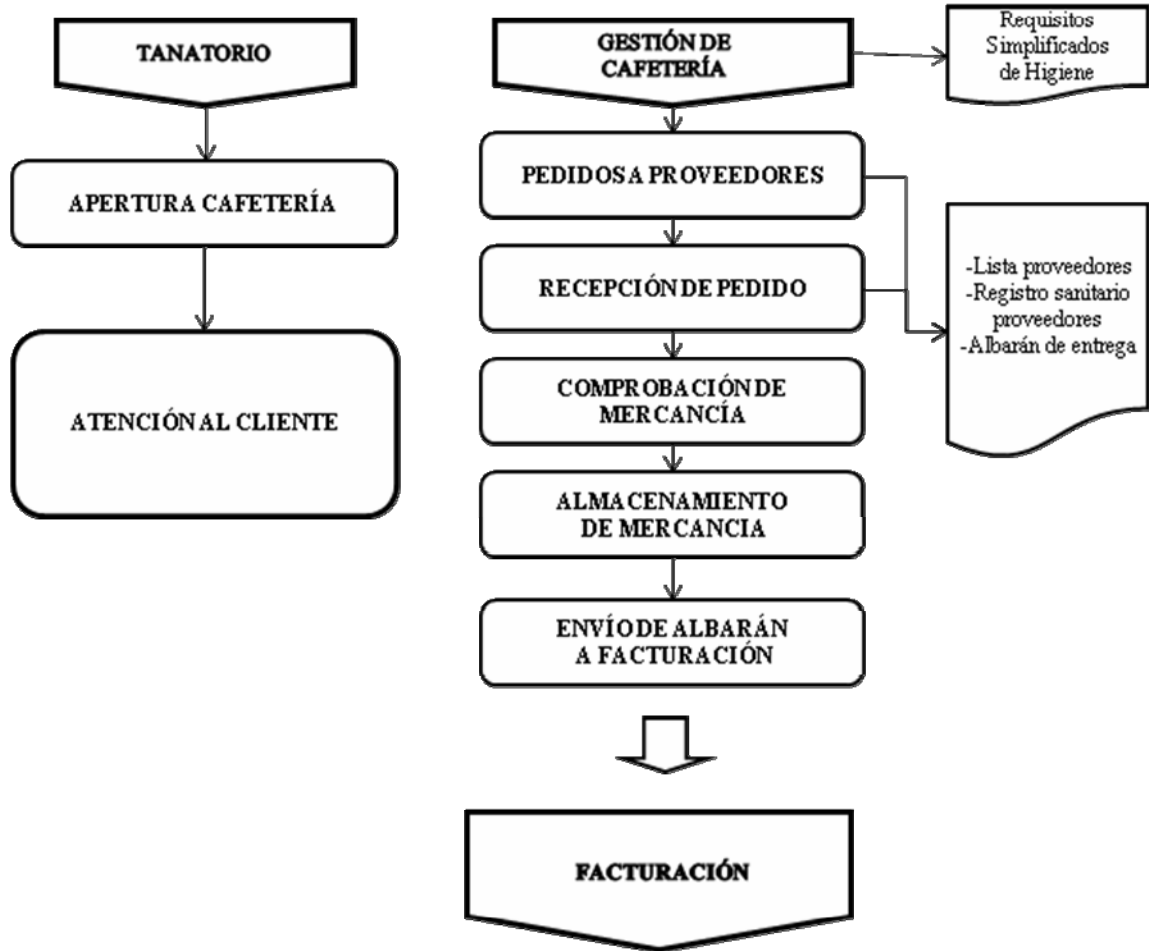 TANATORIO
APERTURA CAFETERÍA
ATENCIÓN AL CLIENTE
GESTIÓN DE
CAFETERÍA
PEDIDOS A PROVEEDORES
RECEPCIÓN DE PEDIDO
COMPROBACIÓN DE
MERCANCÍA
ALMACENAMIENTO
DE MERCANCIA
ENVÍO DE ALBARÁN
A FACTURACIÓN
FACTURACIÓN
Requisitos
Simplificados
de Higiene
-Lista proveedores
-Registro sanitario
proveedores
-Albarán de entrega